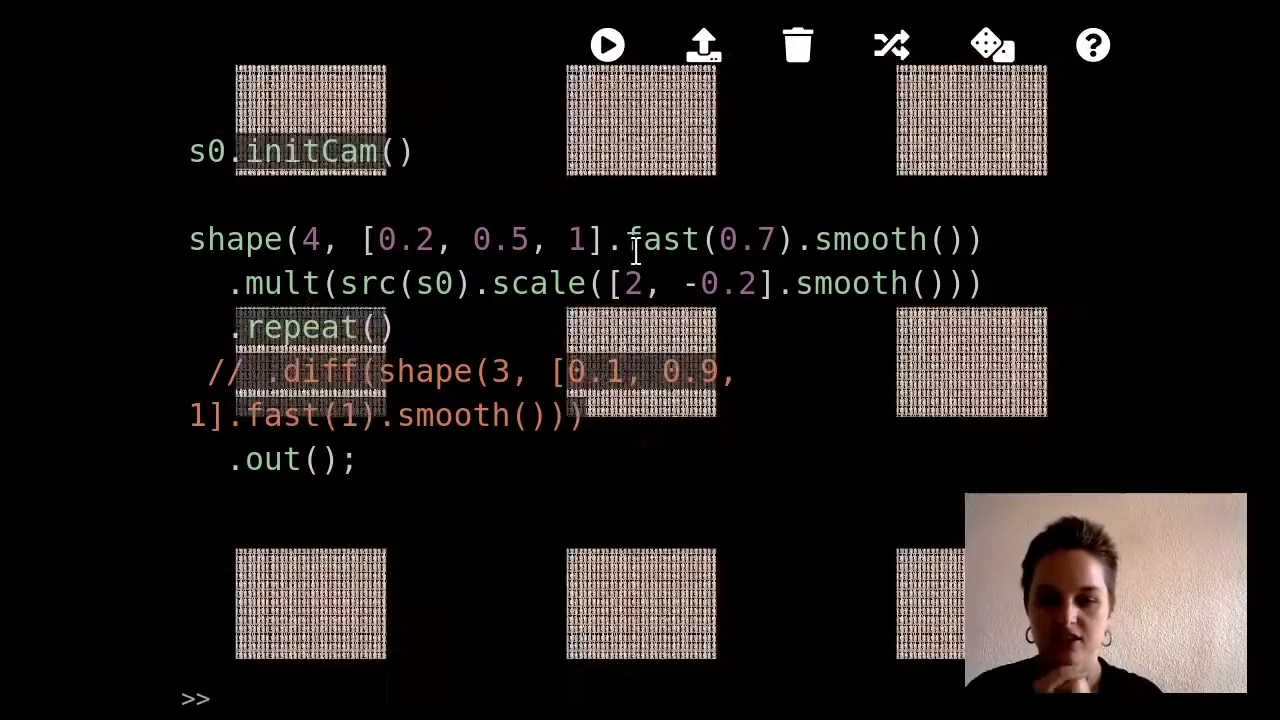 s0.initCam()
shape(4, [0.2, 0.5, 1].fast(0.7).smooth())
.mult(src(s0).scale([2, -0.2].smooth()))
.repeat()
// .diff(shape(3, [0.1, 0.9,
1].fast(1).smooth()))
.out();
>>